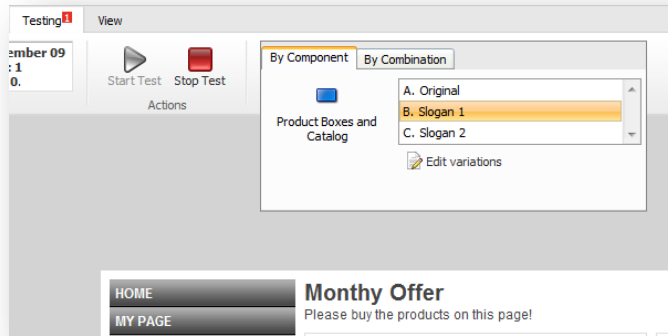 Testing 1 View
ember 09
: 1
0.
Start Test Stop Test
Actions
By Component By Combination
Product Boxes and
Catalog
A. Original
B. Slogan 1
C. Slogan 2
Edit variations
HOME
MY PAGE
Monthy Offer
Please buy the products on this page!